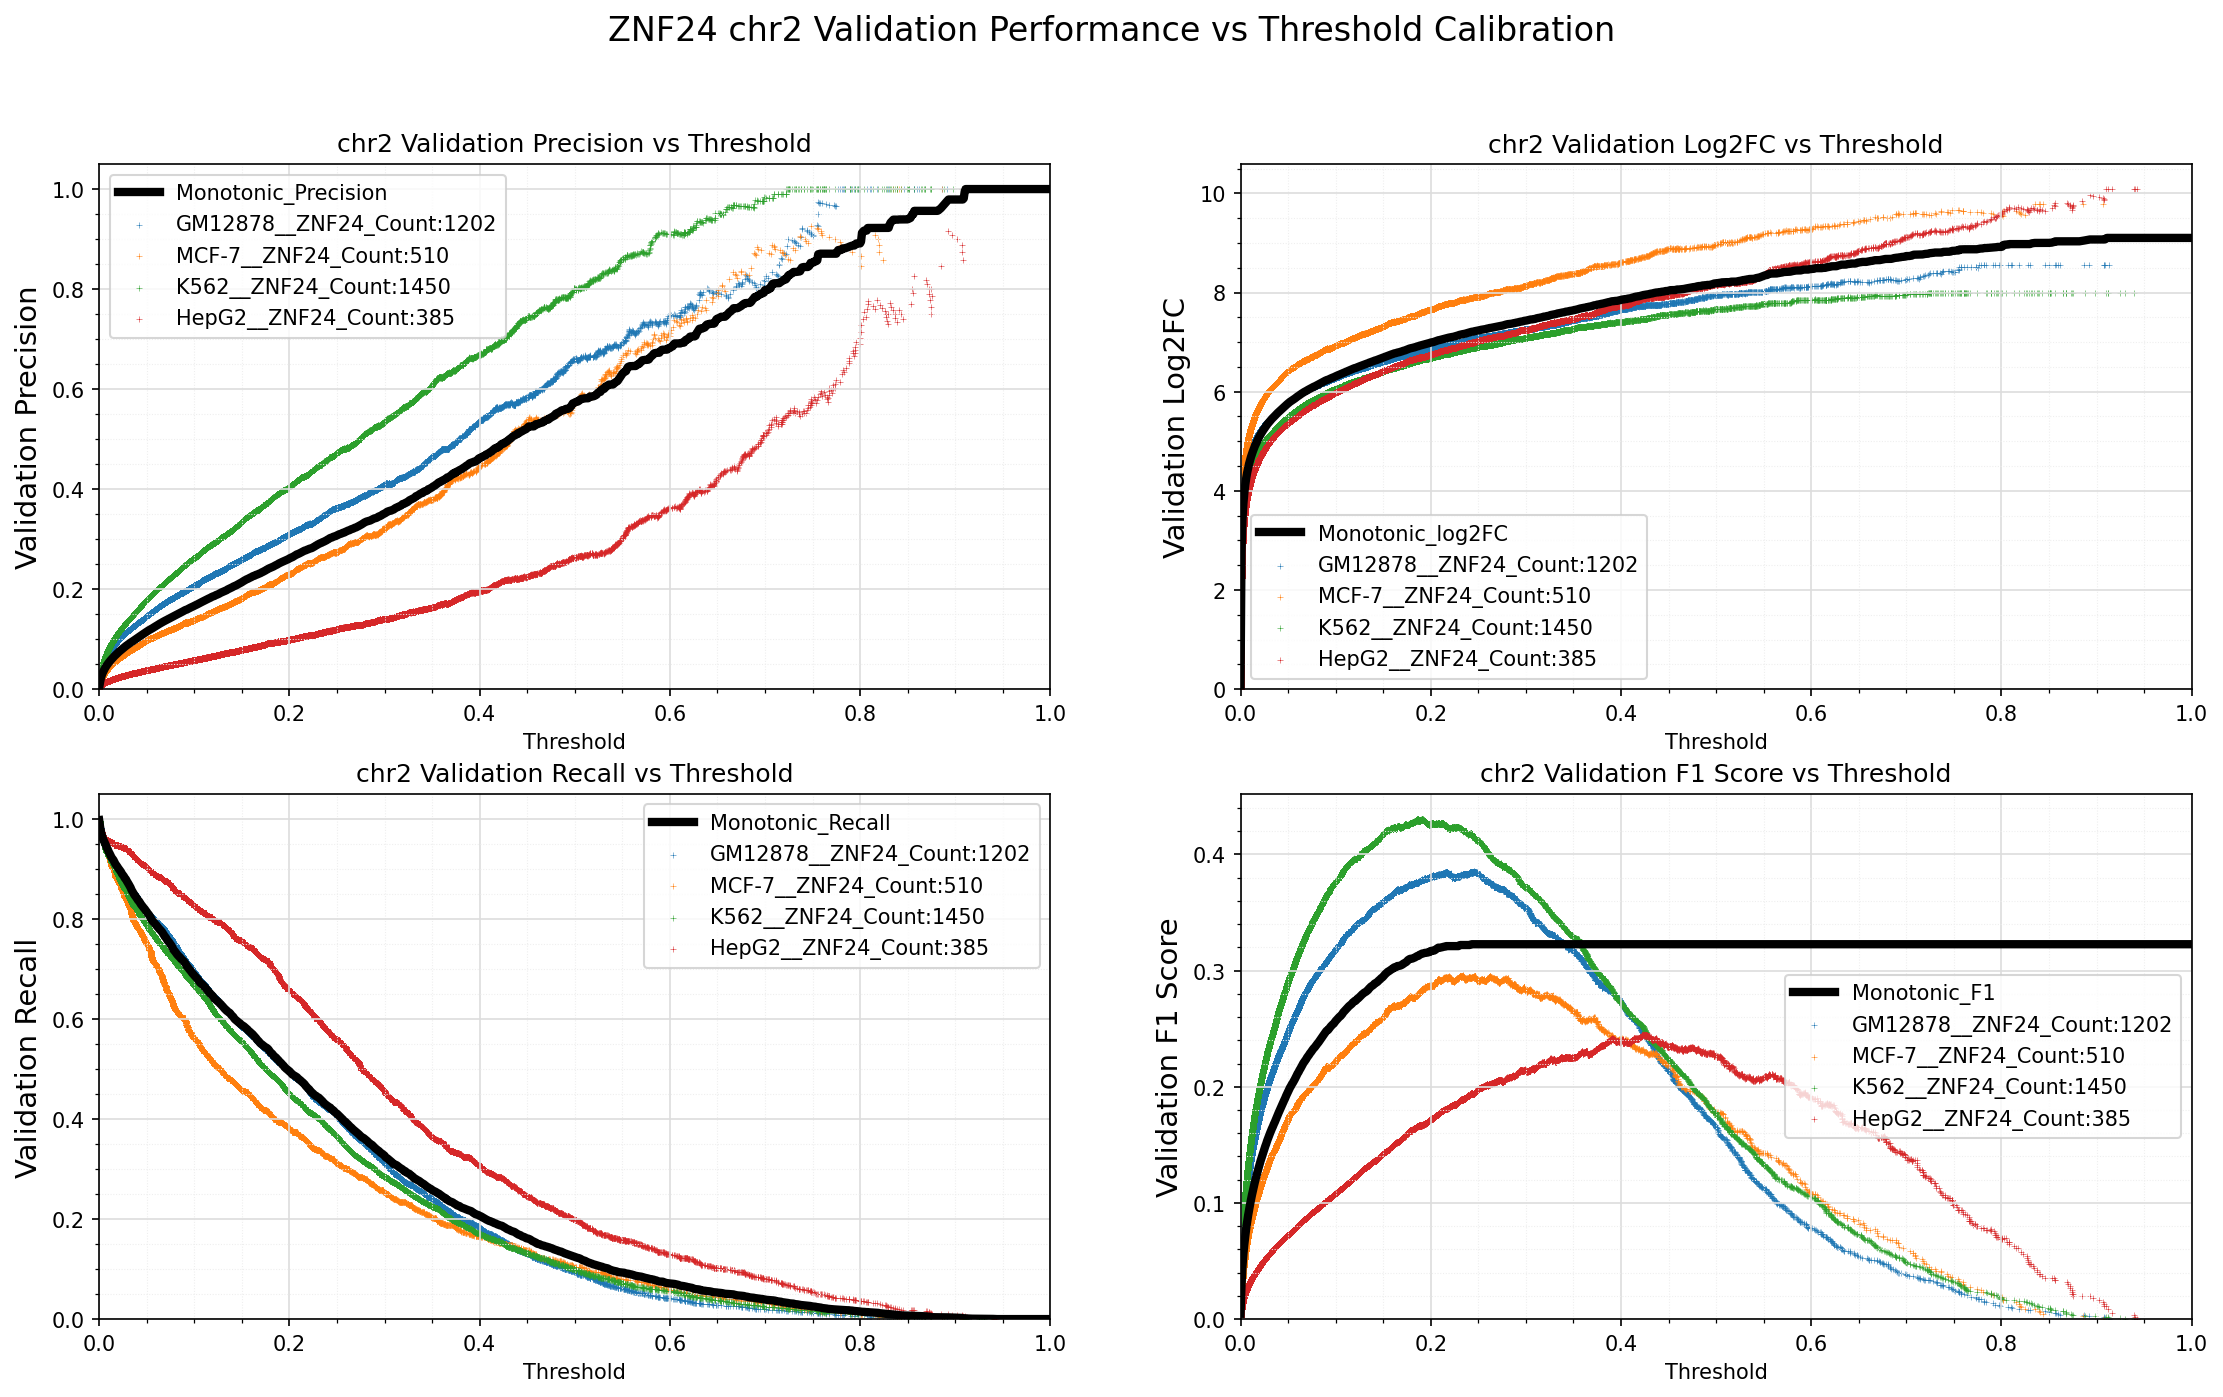 ZNF24 chr2 Validation Performance vs Threshold Calibration
chr2 Validation Precision vs Threshold
Validation Precision
1.0
0.8
0.6
0.4
0.2
0.0
Monotonic_Precision
GM12878__ZNF24_Count:1202
MCF-7__ZNF24_Count:510
K562__ZNF24_Count:1450
HepG2__ZNF24_Count:385
0.0 0.2 0.4 0.6 0.8 1.0
Threshold
chr2 Validation Log2FC vs Threshold
Validation Log2FC
10
8
6
4
2
0
Monotonic_log2FC
GM12878__ZNF24_Count:1202
MCF-7__ZNF24_Count:510
K562__ZNF24_Count:1450
HepG2__ZNF24_Count:385
0.0 0.2 0.4 0.6 0.8 1.0
Threshold
chr2 Validation Recall vs Threshold
Validation Recall
1.0
0.8
0.6
0.4
0.2
0.0
Monotonic_Recall
GM12878__ZNF24_Count:1202
MCF-7__ZNF24_Count:510
K562__ZNF24_Count:1450
HepG2__ZNF24_Count:385
0.0 0.2 0.4 0.6 0.8 1.0
Threshold
chr2 Validation F1 Score vs Threshold
Validation F1 Score
0.4
0.3
0.2
0.1
0.0
Monotonic_F1
GM12878__ZNF24_Count:1202
MCF-7__ZNF24_Count:510
K562__ZNF24_Count:1450
HepG2__ZNF24_Count:385
0.0 0.2 0.4 0.6 0.8 1.0
Threshold